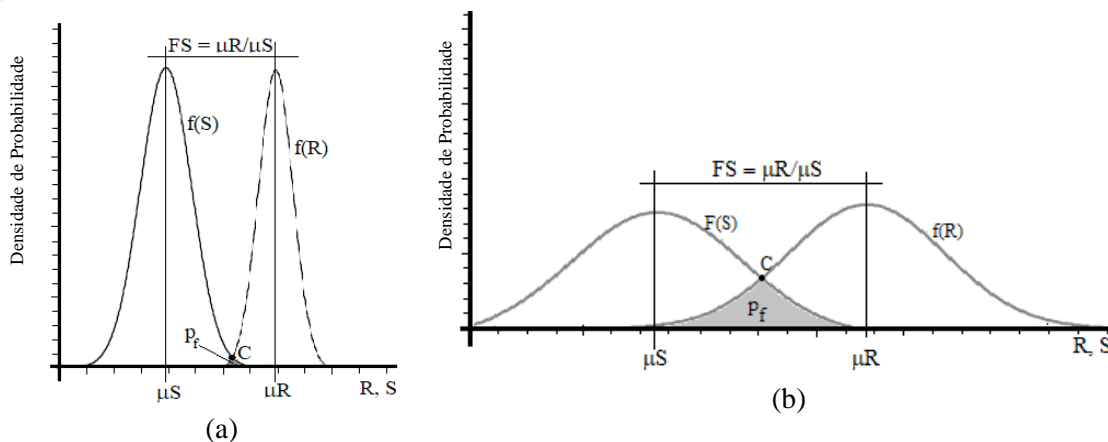 Densidade de Probabilidade
FS = μR/μS
f(S)
f(R)
p_f
C
μS
μR
R, S
(a)
Densidade de Probabilidade
FS = μR/μS
F(S)
f(R)
C
p_f
μS
μR
R, S
(b)